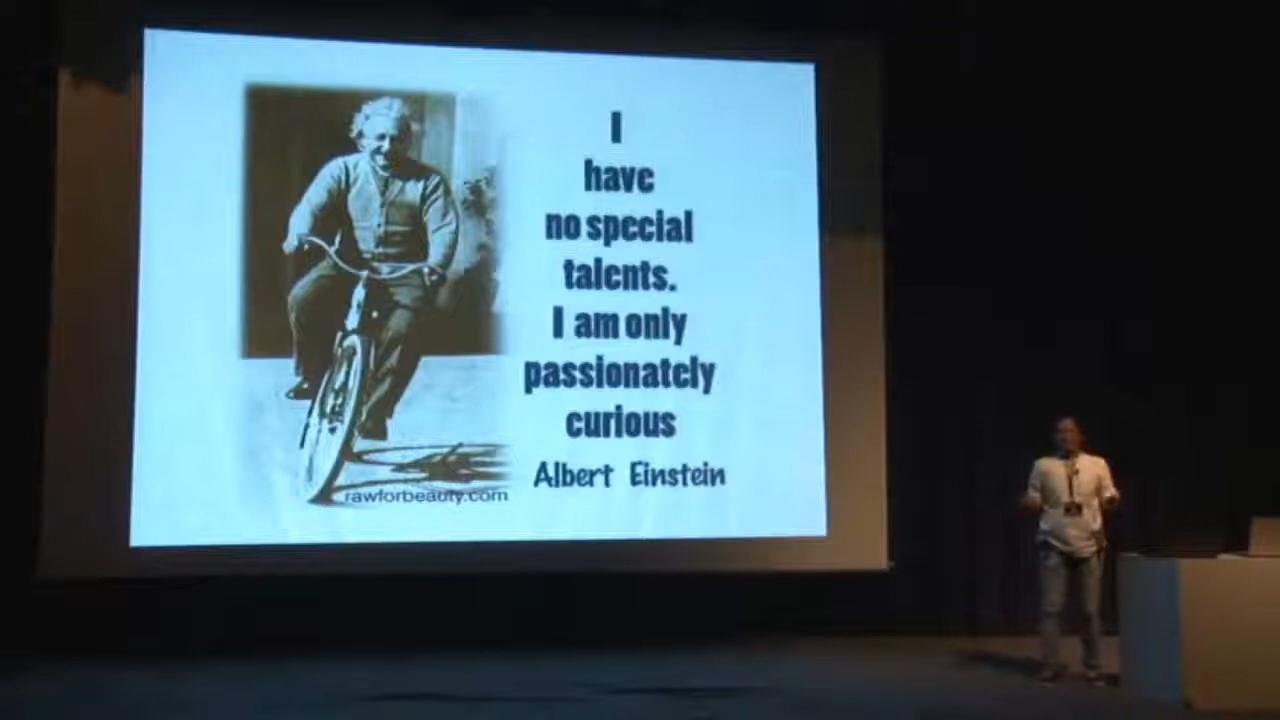 I
have
no special
talents.
I am only
passionately
curious
Albert Einstein
rawforbeauty.com